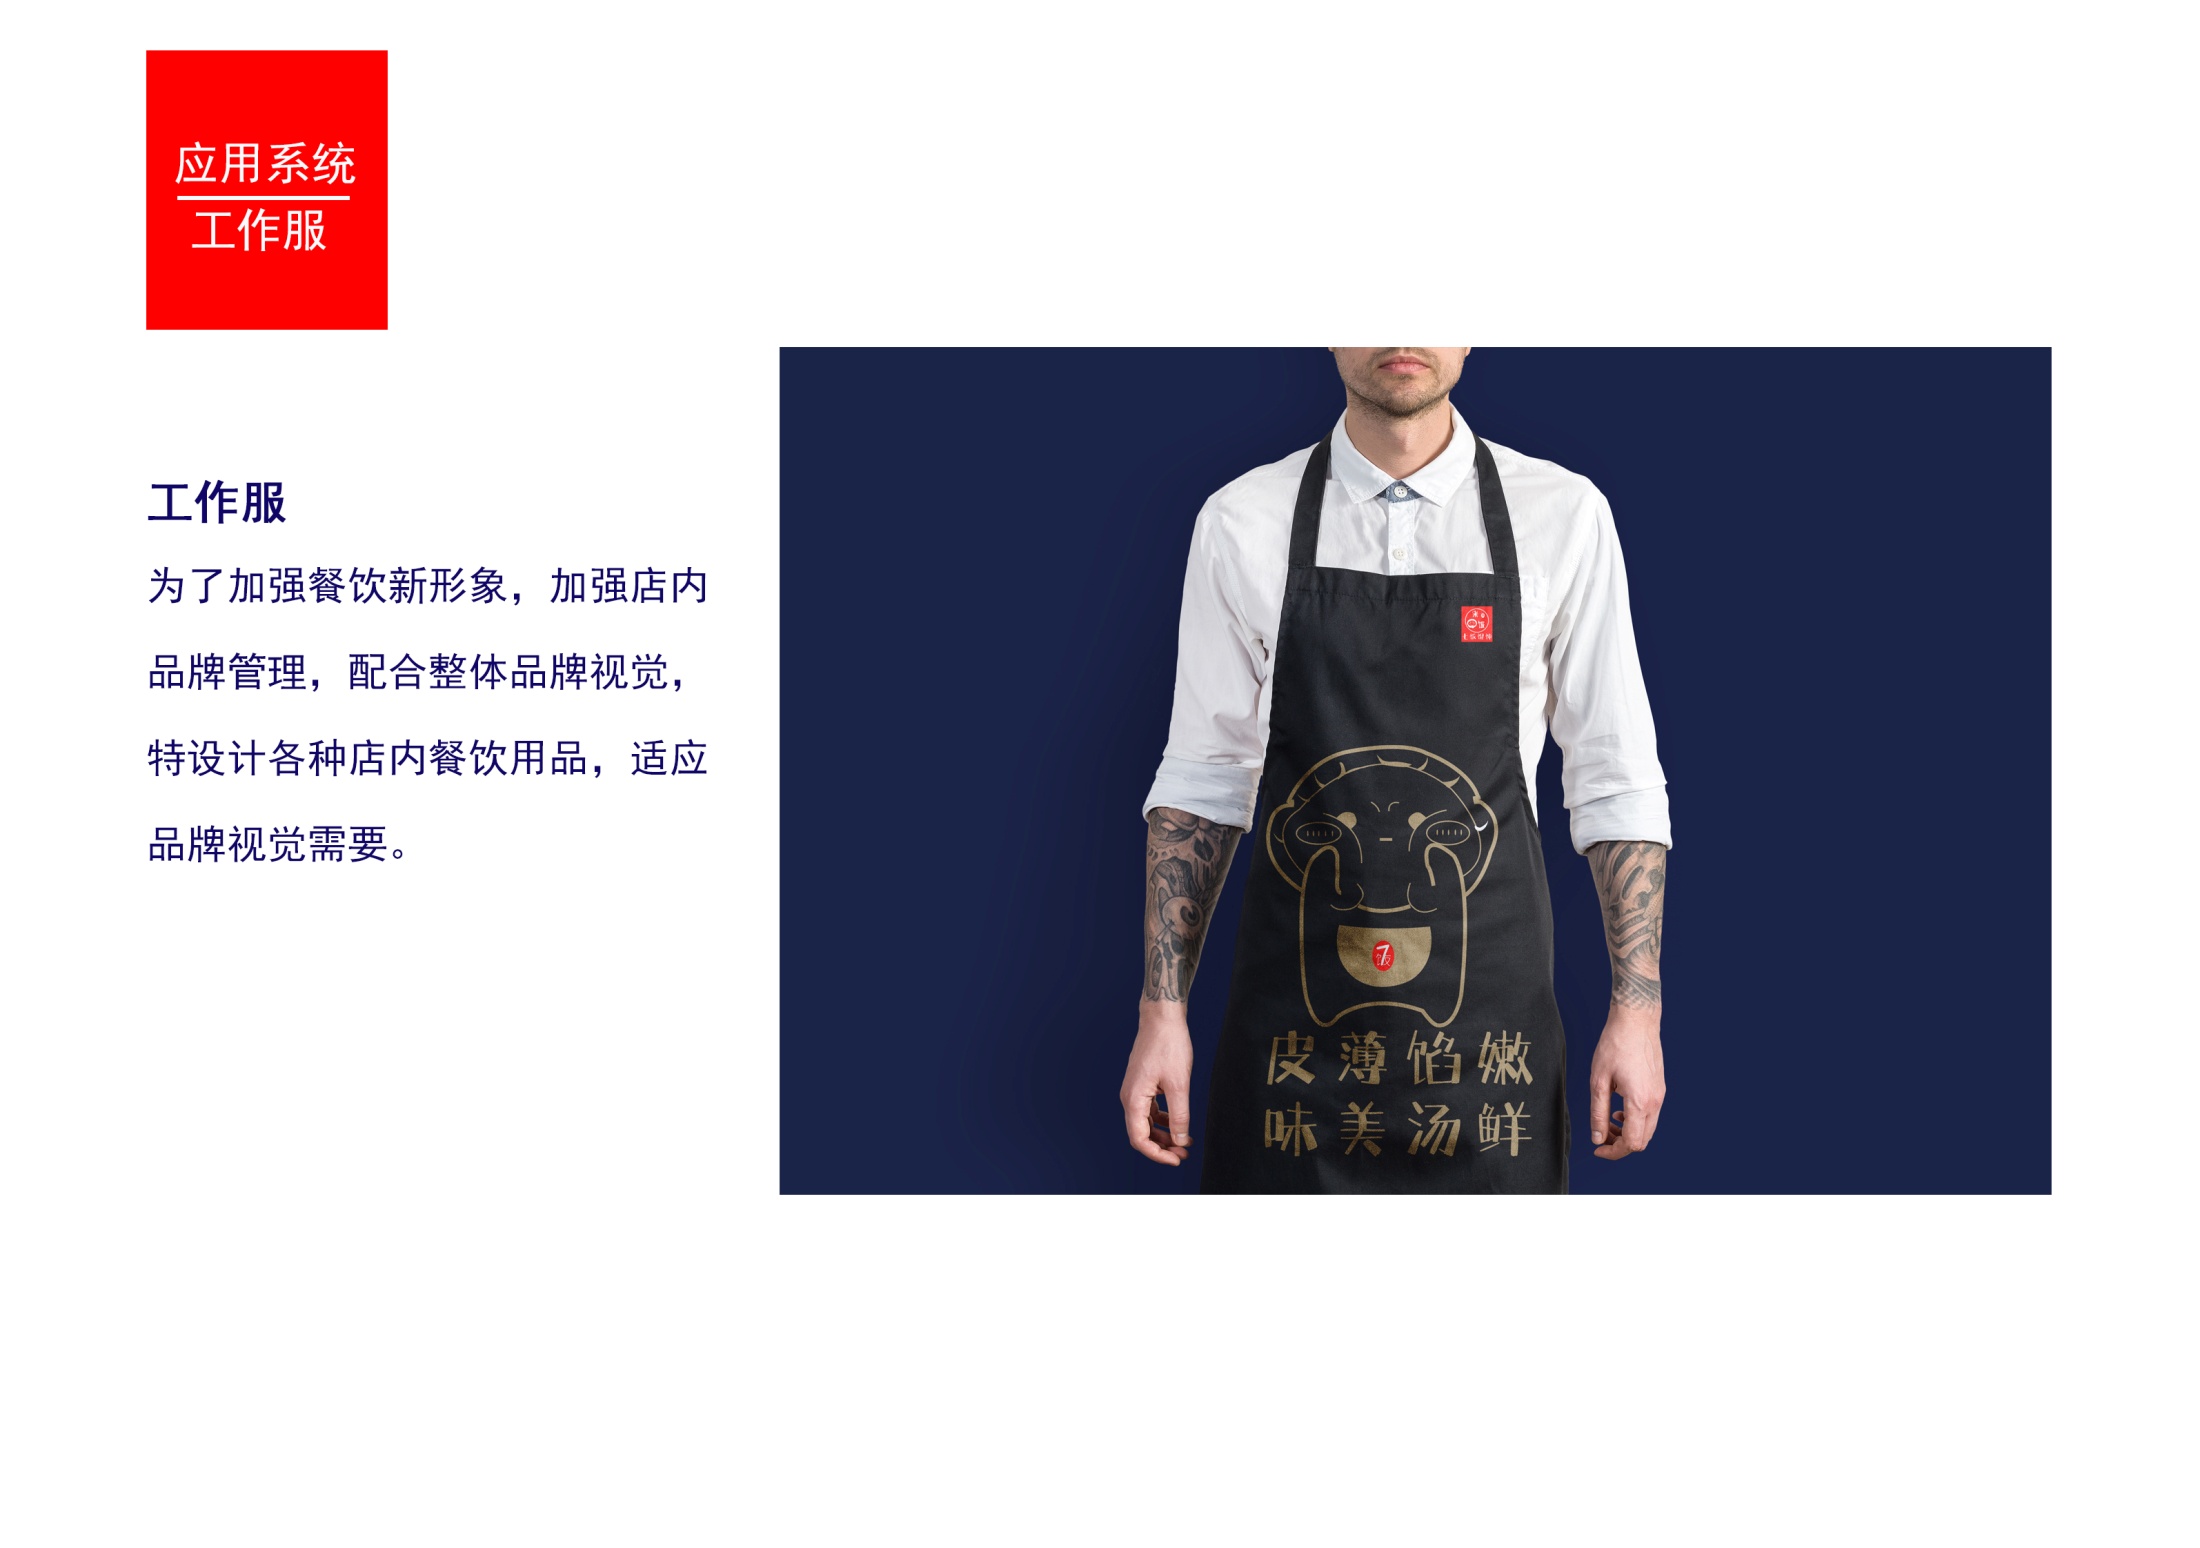 应用系统
工作服
工作服
为了加强餐饮新形象，加强店内
品牌管理，配合整体品牌视觉，
特设计各种店内餐饮用品，适应
品牌视觉需要。
7
皮薄馅嫩
味美汤鲜